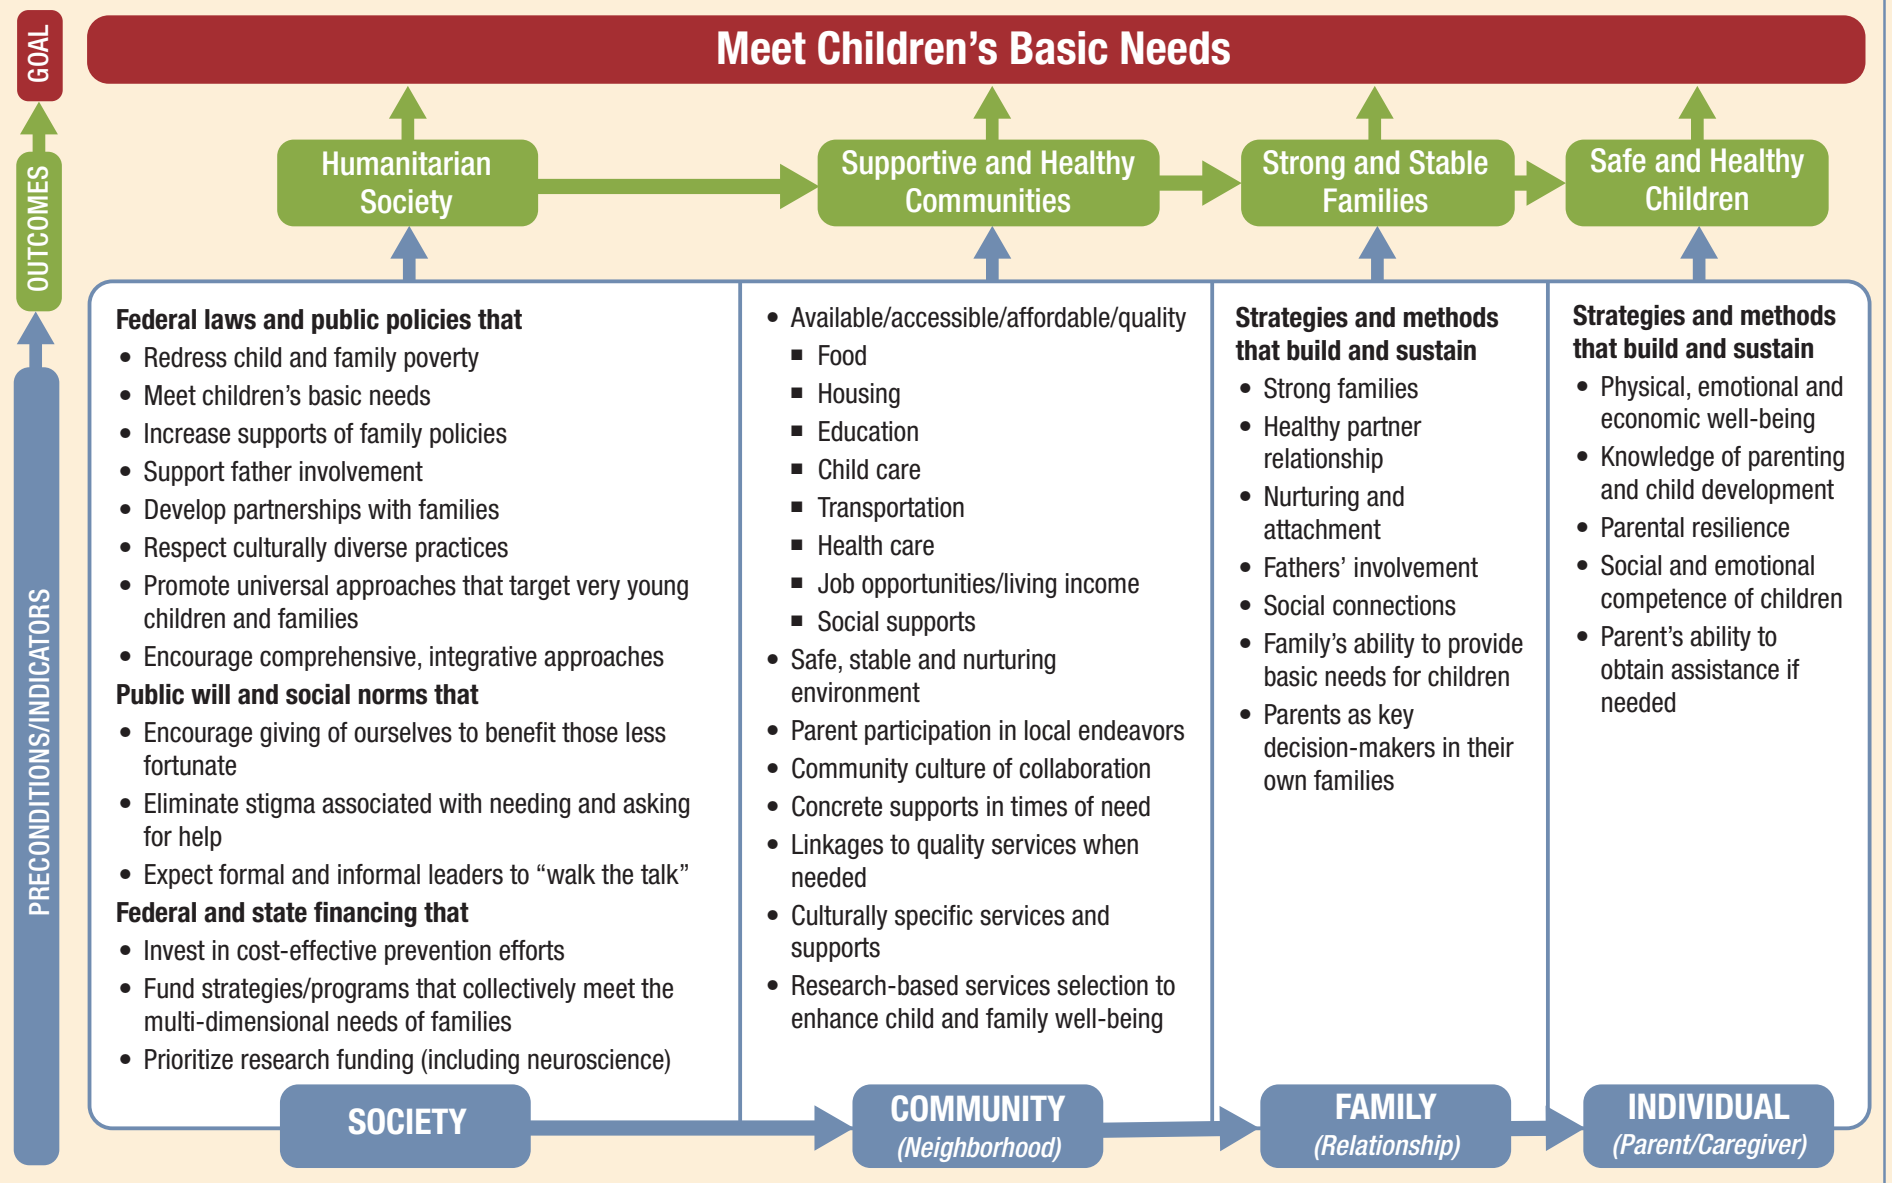 GOAL
Meet Children's Basic Needs
OUTCOMES
Humanitarian
Society
Supportive and Healthy
Communities
Strong and Stable
Families
Safe and Healthy
Children
PRECONDITIONS/INDICATORS
Federal laws and public policies that
• Redress child and family poverty
• Meet children's basic needs
• Increase supports of family policies
• Support father involvement
• Develop partnerships with families
• Respect culturally diverse practices
• Promote universal approaches that target very young
children and families
• Encourage comprehensive, integrative approaches
Public will and social norms that
• Encourage giving of ourselves to benefit those less
fortunate
• Eliminate stigma associated with needing and asking
for help
• Expect formal and informal leaders to “walk the talk”
Federal and state financing that
• Invest in cost-effective prevention efforts
• Fund strategies/programs that collectively meet the
multi-dimensional needs of families
• Prioritize research funding (including neuroscience)
SOCIETY
• Available/accessible/affordable/quality
▪ Food
▪ Housing
▪ Education
▪ Child care
▪ Transportation
▪ Health care
▪ Job opportunities/living income
▪ Social supports
• Safe, stable and nurturing
environment
• Parent participation in local endeavors
• Community culture of collaboration
• Concrete supports in times of need
• Linkages to quality services when
needed
• Culturally specific services and
supports
• Research-based services selection to
enhance child and family well-being
COMMUNITY
(Neighborhood)
Strategies and methods
that build and sustain
• Strong families
• Healthy partner
relationship
• Nurturing and
attachment
• Fathers' involvement
• Social connections
• Family's ability to provide
basic needs for children
• Parents as key
decision-makers in their
own families
FAMILY
(Relationship)
Strategies and methods
that build and sustain
• Physical, emotional and
economic well-being
• Knowledge of parenting
and child development
• Parental resilience
• Social and emotional
competence of children
• Parent's ability to
obtain assistance if
needed
INDIVIDUAL
(Parent/Caregiver)